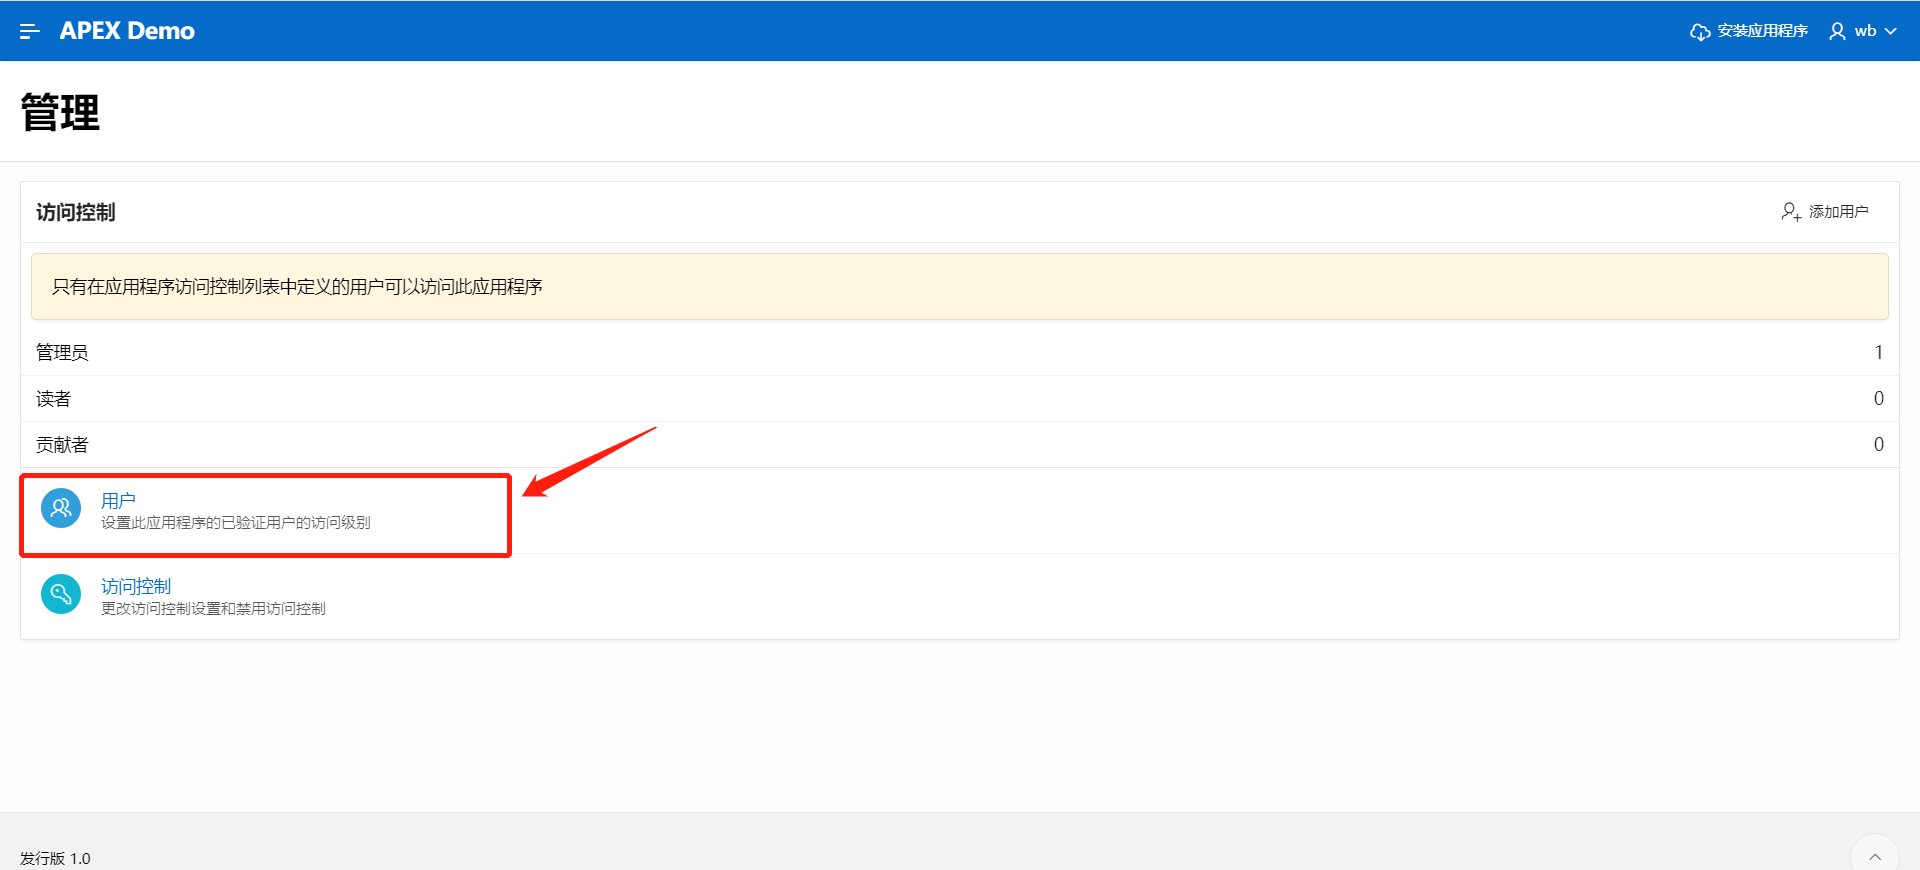 APEX Demo
安装应用程序
wb
管理
访问控制
添加用户
只有在应用程序访问控制列表中定义的用户可以访问此应用程序
管理员 1
读者 0
贡献者 0
用户
设置此应用程序的已验证用户的访问级别
访问控制
更改访问控制设置和禁用访问控制
发行版 1.0